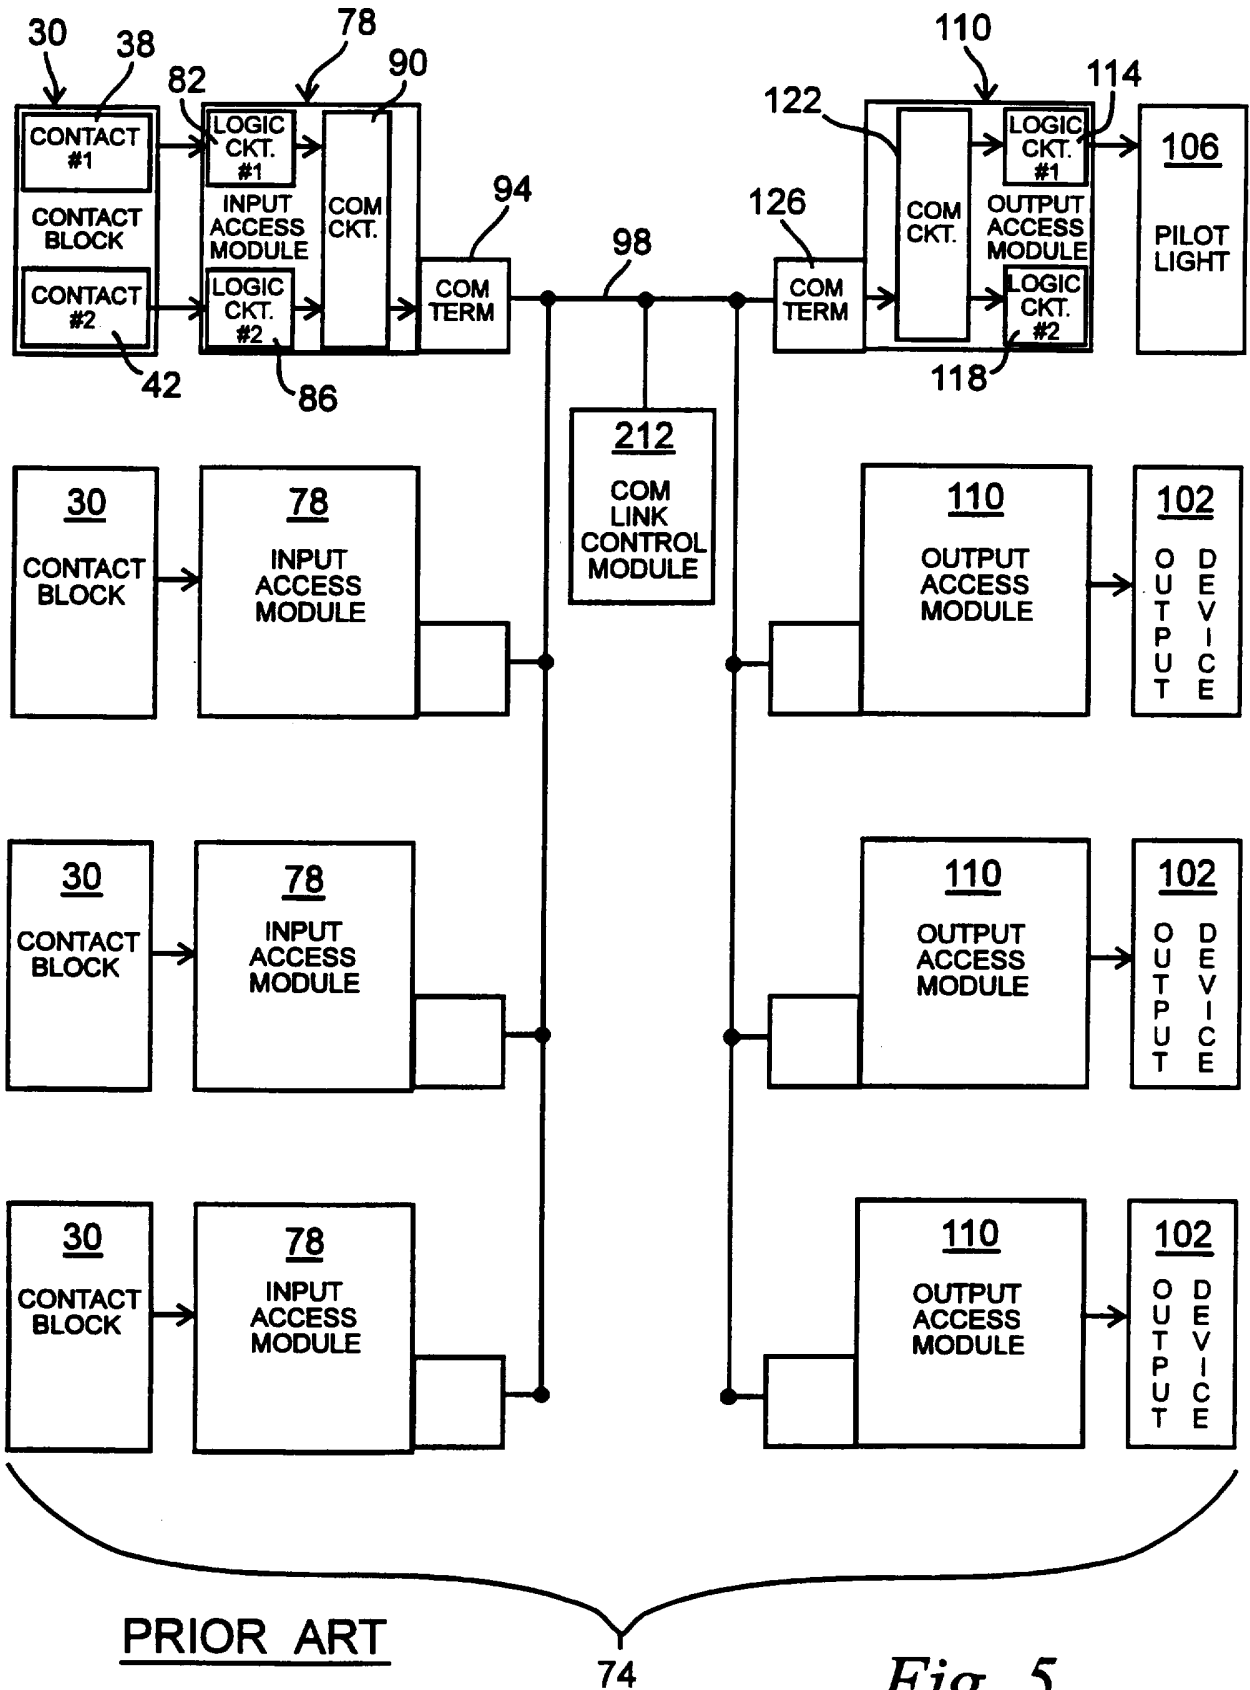 30
38
78
90
82
CONTACT
#1
CONTACT
BLOCK
CONTACT
#2
42
LOGIC
CKT.
#1
INPUT
ACCESS
MODULE
LOGIC
CKT.
#2
86
COM
CKT.
94
COM
TERM
98
212
COM
LINK
CONTROL
MODULE
110
114
122
126
COM
TERM
COM
CKT.
LOGIC
CKT.
#1
OUTPUT
ACCESS
MODULE
LOGIC
CKT.
#2
118
106
PILOT
LIGHT
30
CONTACT
BLOCK
78
INPUT
ACCESS
MODULE
110
OUTPUT
ACCESS
MODULE
102
OUTPUT
DEVICE
30
CONTACT
BLOCK
78
INPUT
ACCESS
MODULE
110
OUTPUT
ACCESS
MODULE
102
OUTPUT
DEVICE
30
CONTACT
BLOCK
78
INPUT
ACCESS
MODULE
110
OUTPUT
ACCESS
MODULE
102
OUTPUT
DEVICE
PRIOR ART
74
Fig. 5